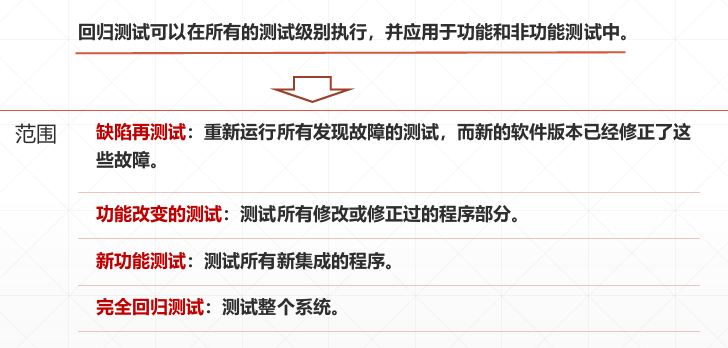 回归测试可以在所有的测试级别执行，并应用于功能和非功能测试中。
范围
缺陷再测试：重新运行所有发现故障的测试，而新的软件版本已经修正了这
些故障。
功能改变的测试：测试所有修改或修正过的程序部分。
新功能测试：测试所有新集成的程序。
完全回归测试：测试整个系统。